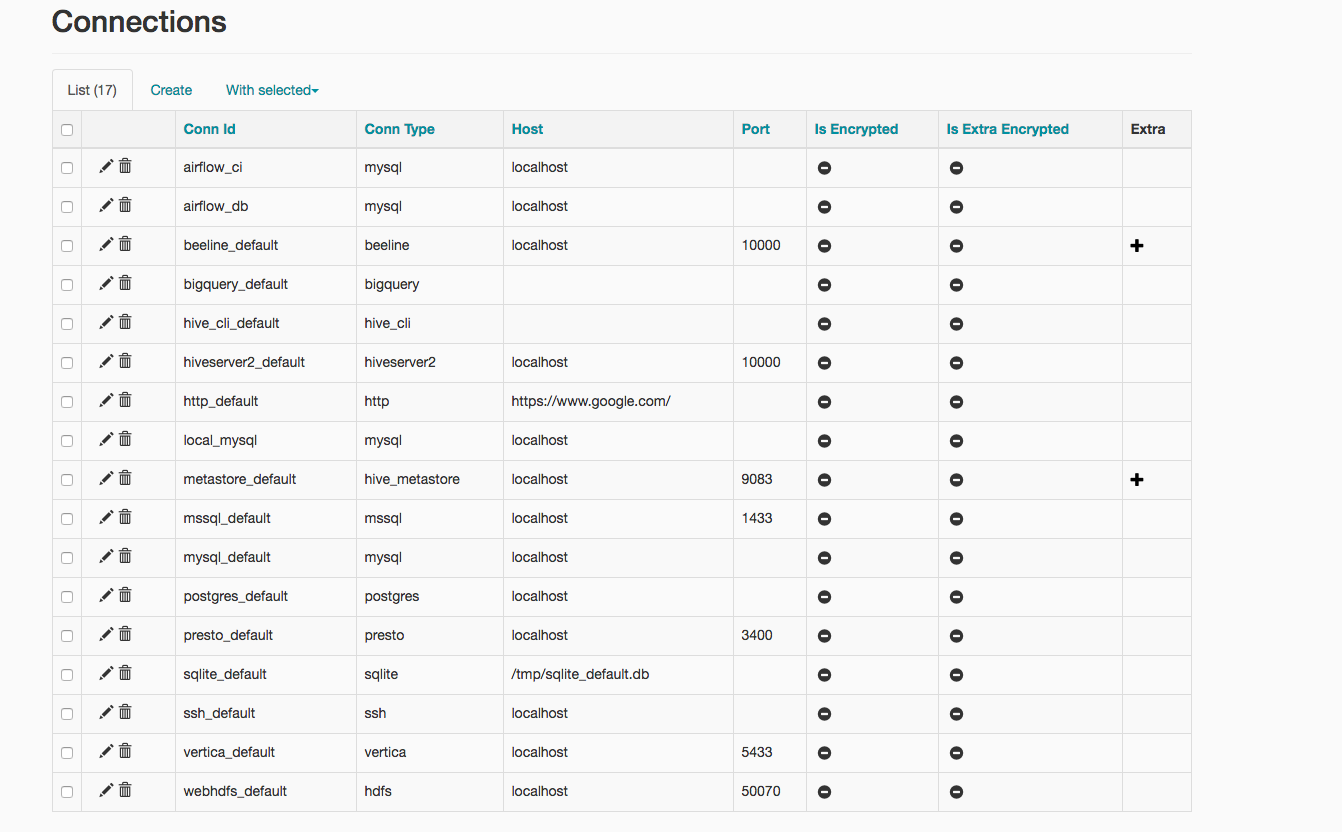 Connections
List (17) Create With selected
Conn Id Conn Type Host Port Is Encrypted Is Extra Encrypted Extra
airflow_ci mysql localhost
airflow_db mysql localhost
beeline_default beeline localhost 10000
bigquery_default bigquery
hive_cli_default hive_cli
hiveserver2_default hiveserver2 localhost 10000
http_default http https://www.google.com/
local_mysql mysql localhost
metastore_default hive_metastore localhost 9083
mssql_default mssql localhost 1433
mysql_default mysql localhost
postgres_default postgres localhost
presto_default presto localhost 3400
sqlite_default sqlite /tmp/sqlite_default.db
ssh_default ssh localhost
vertica_default vertica localhost 5433
webhdfs_default hdfs localhost 50070